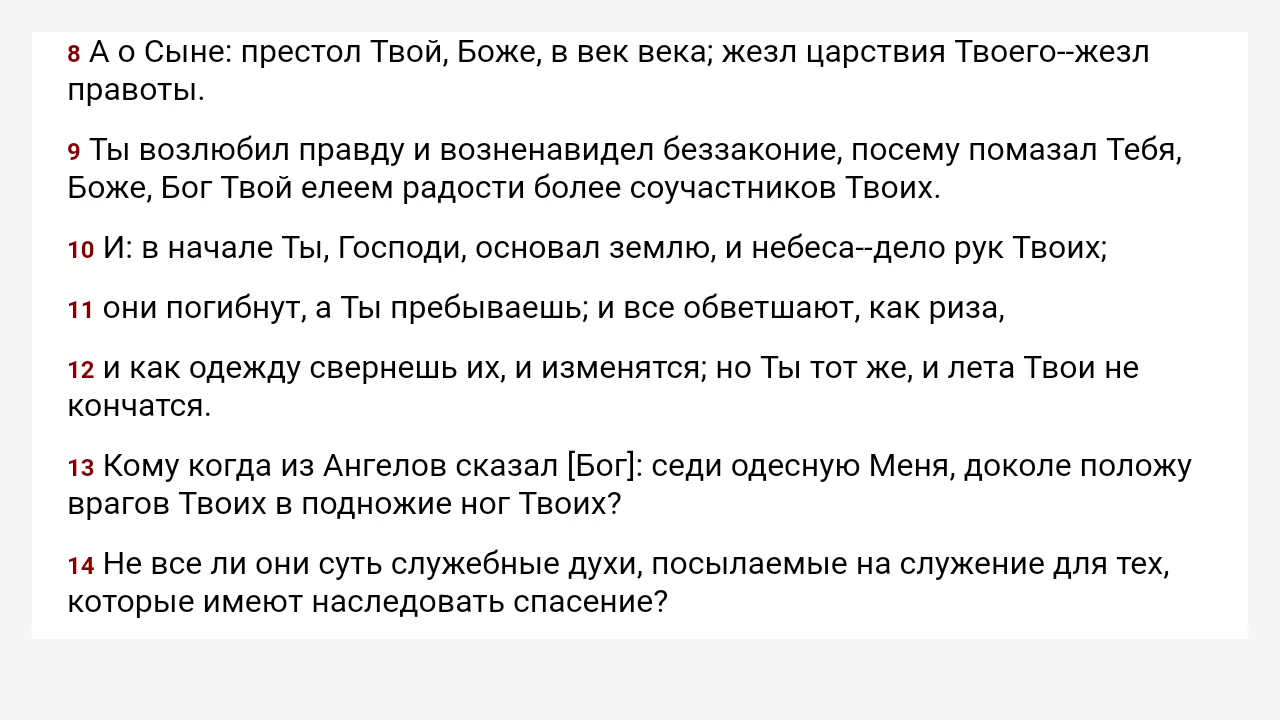 8 А о Сыне: престол Твой, Боже, в век века; жезл царствия Твоего--жезл
правоты.
9 Ты возлюбил правду и возненавидел беззаконие, посему помазал Тебя,
Боже, Бог Твой елеем радости более соучастников Твоих.
10 И: в начале Ты, Господи, основал землю, и небеса--дело рук Твоих;
11 они погибнут, а Ты пребываешь; и все обветшают, как риза,
12 и как одежду свернешь их, и изменятся; но Ты тот же, и лета Твои не
кончатся.
13 Кому когда из Ангелов сказал [Бог]: седи одесную Меня, доколе положу
врагов Твоих в подножие ног Твоих?
14 Не все ли они суть служебные духи, посылаемые на служение для тех,
которые имеют наследовать спасение?